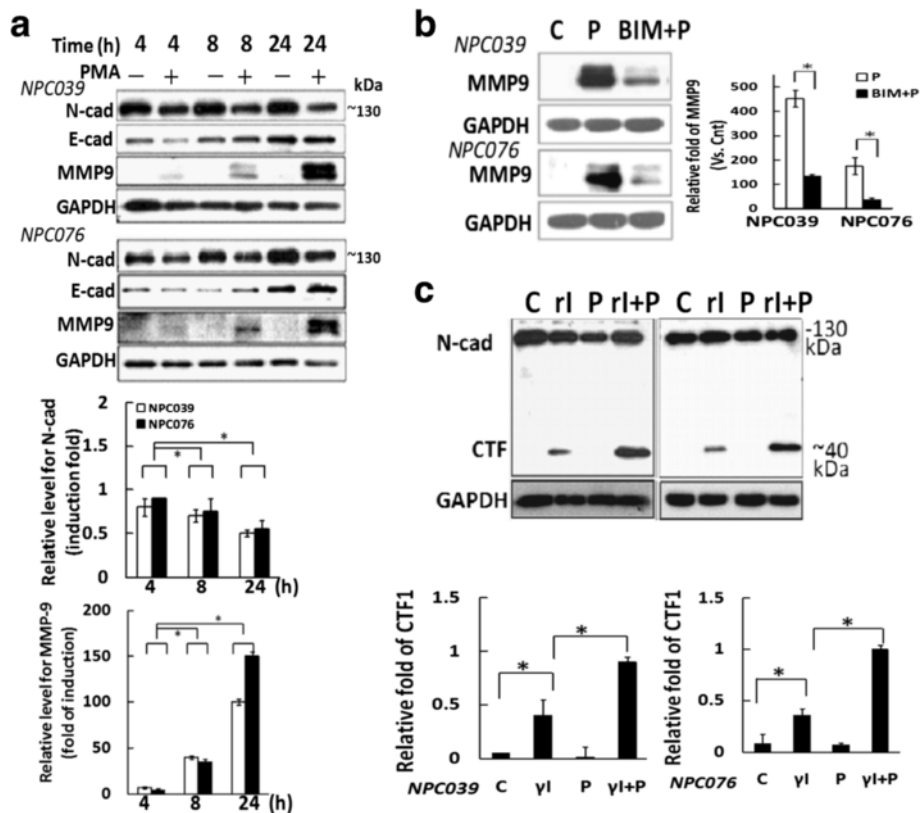 a
Time (h) 4 4 8 8 24 24
PMA — + — + — + kDa
NPC039
N-cad ~130
E-cad
MMP9
GAPDH
NPC076
N-cad ~130
E-cad
MMP9
GAPDH
Relative level for N-cad
(induction fold)
2
1.5
1
0.5
0
NPC039
NPC076
*
*
4 8 24 (h)
Relative level for MMP-9
(fold of induction)
200
150
100
50
0
*
*
4 8 24 (h)
b
C P BIM+P
NPC039
MMP9
GAPDH
NPC076
MMP9
GAPDH
Relative fold of MMP9
(Vs. Cnt)
500
400
300
200
100
0
P
BIM+P
*
*
NPC039 NPC076
c
C rI P rI+P C rI P rI+P
N-cad -130
kDa
CTF ~40
kDa
GAPDH
Relative fold of CTF1
1.5
1
0.5
0
*
*
NPC039 C γI P γI+P
Relative fold of CTF1
1.5
1
0.5
0
*
*
NPC076 C γI P γI+P